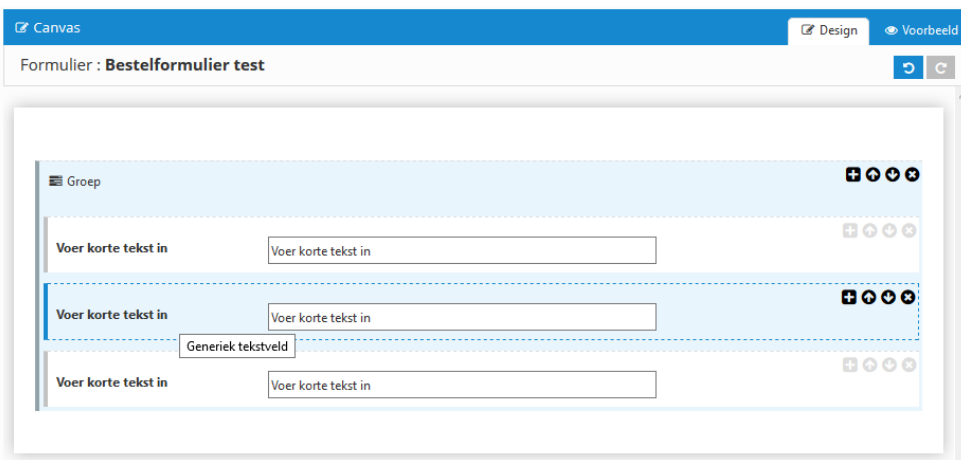 Canvas
Design
Voorbeeld
Formulier : Bestelformulier test
Groep
Voer korte tekst in
Voer korte tekst in
Voer korte tekst in
Voer korte tekst in
Generiek tekstveld
Voer korte tekst in
Voer korte tekst in